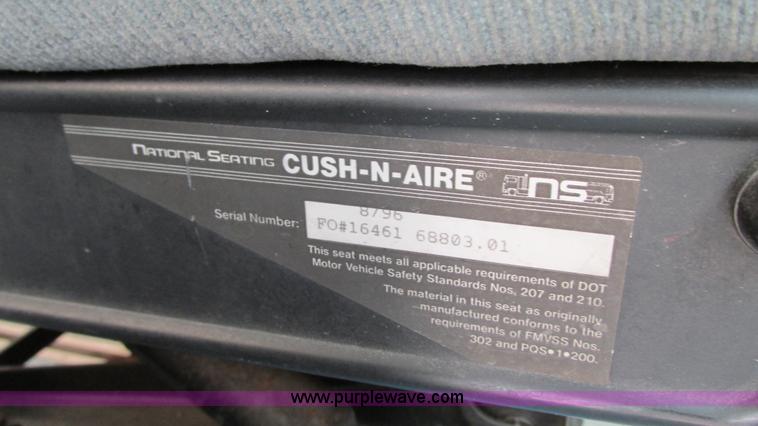 NATIONAL SEATING CUSH-N-AIRE® ns
8796
Serial Number: FO#16461 68803.01
This seat meets all applicable requirements of DOT
Motor Vehicle Safety Standards Nos. 207 and 210.
The material in this seat as originally
manufactured conforms to the
requirements of FMVSS Nos.
302 and PQS•1•200.
www.purplewave.com